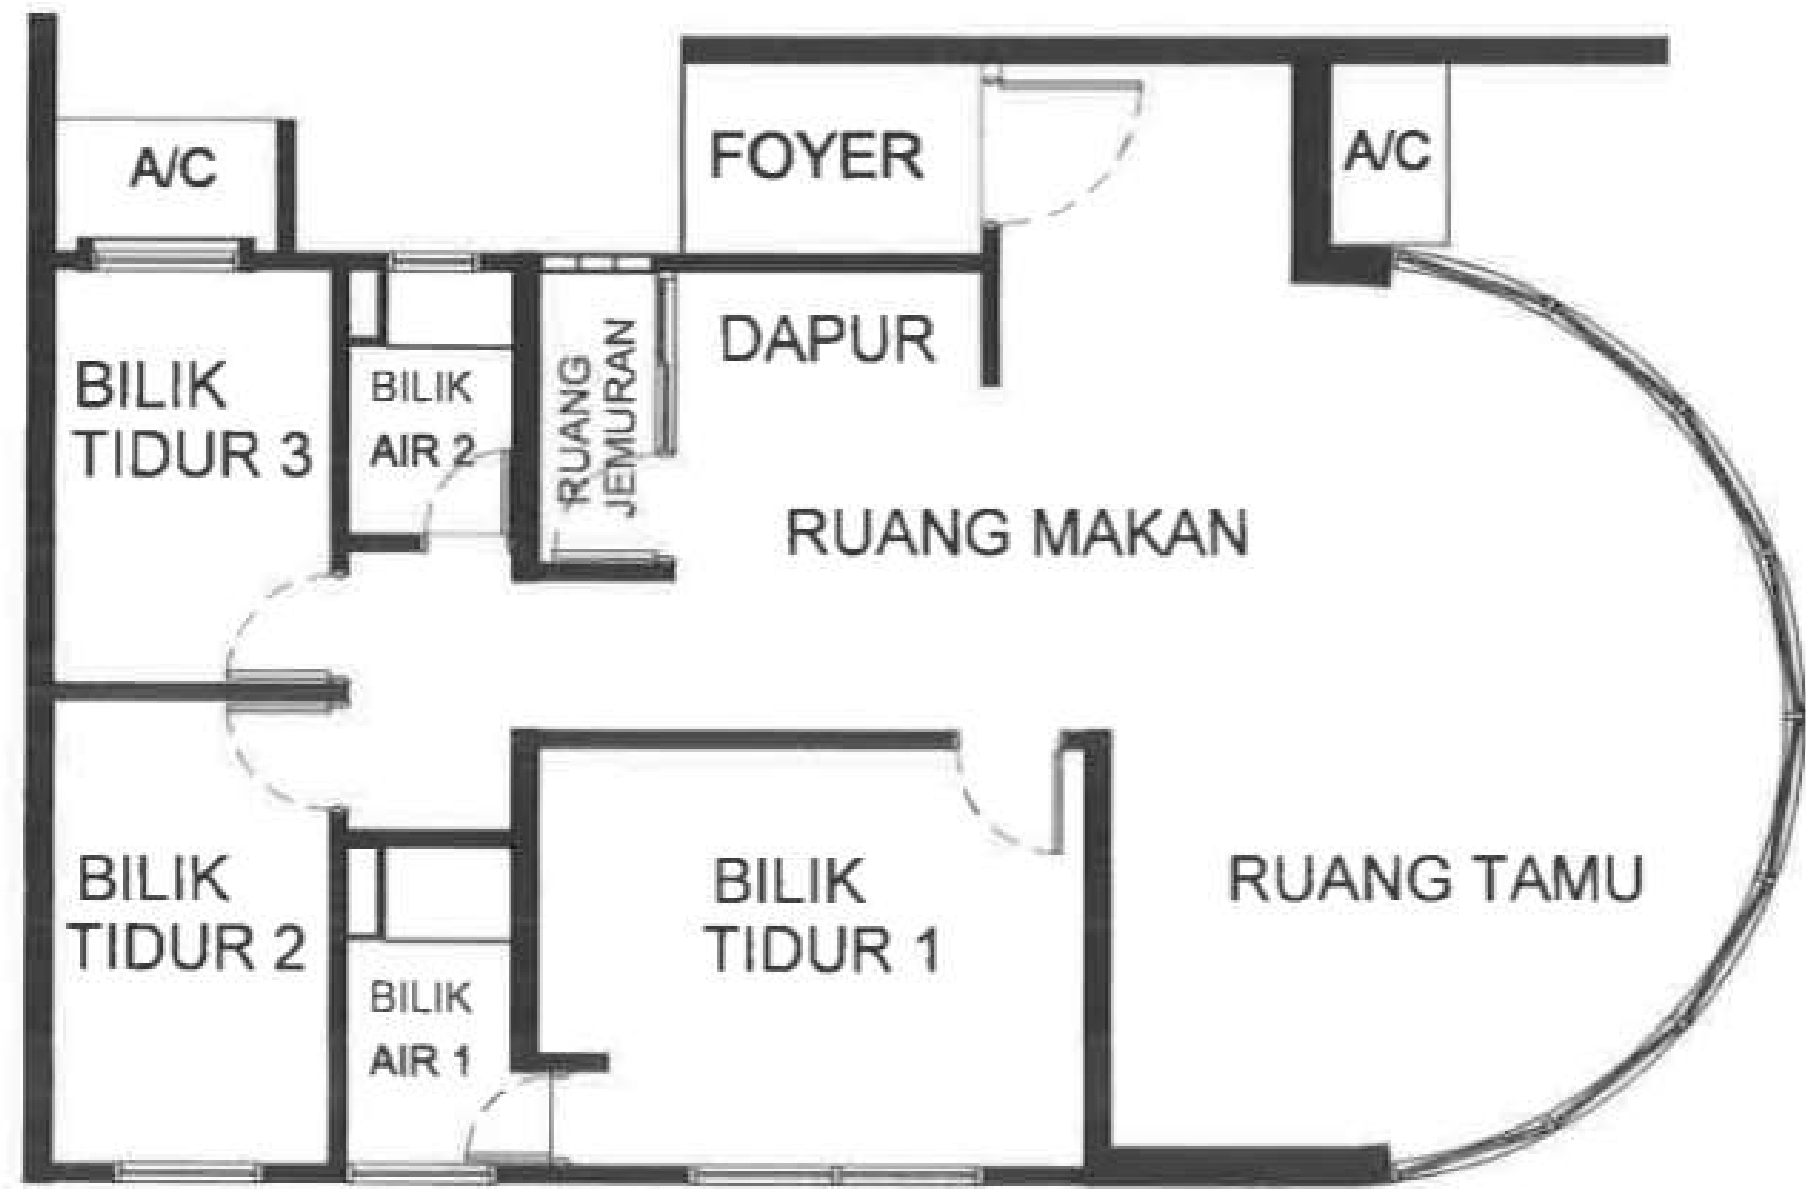 A/C
FOYER
A/C
BILIK
TIDUR 3
BILIK
AIR 2
RUANG
JEMURAN
DAPUR
RUANG MAKAN
BILIK
TIDUR 2
BILIK
AIR 1
BILIK
TIDUR 1
RUANG TAMU